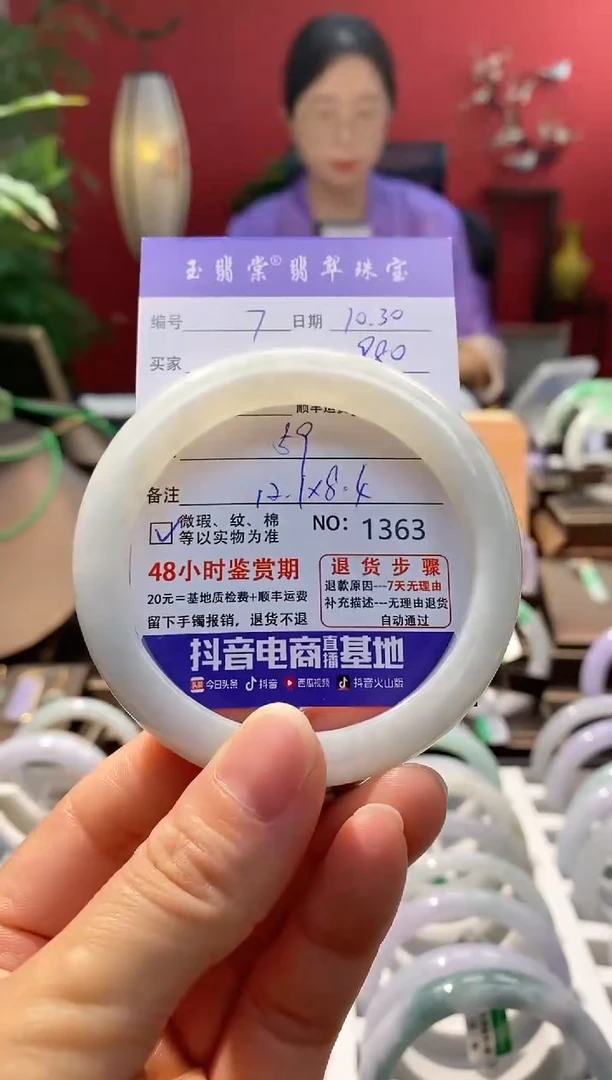 玉翡棠®翡翠珠宝
编号 7 日期 10.30
买家 880
59
备注 12.1x8.4
微瑕、纹、棉
等以实物为准
NO: 1363
48小时鉴赏期
20元=基地质检费+顺丰运费
留下手镯报销，退货不退
退货步骤
退款原因---7天无理由
补充描述---无理由退货
自动通过
抖音电商直播基地
头条 今日头条 抖音 西瓜视频 抖音火山版